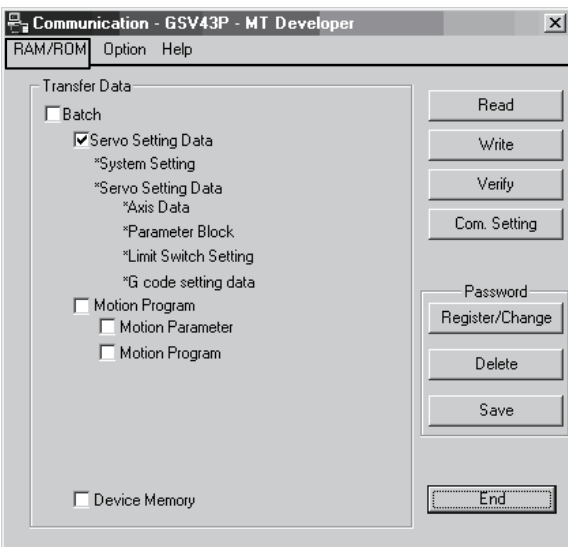 Communication - GSV43P - MT Developer
RAM/ROM Option Help
Transfer Data
Batch
Servo Setting Data
*System Setting
*Servo Setting Data
*Axis Data
*Parameter Block
*Limit Switch Setting
*G code setting data
Motion Program
Motion Parameter
Motion Program
Device Memory
Read
Write
Verify
Com. Setting
Password
Register/Change
Delete
Save
End